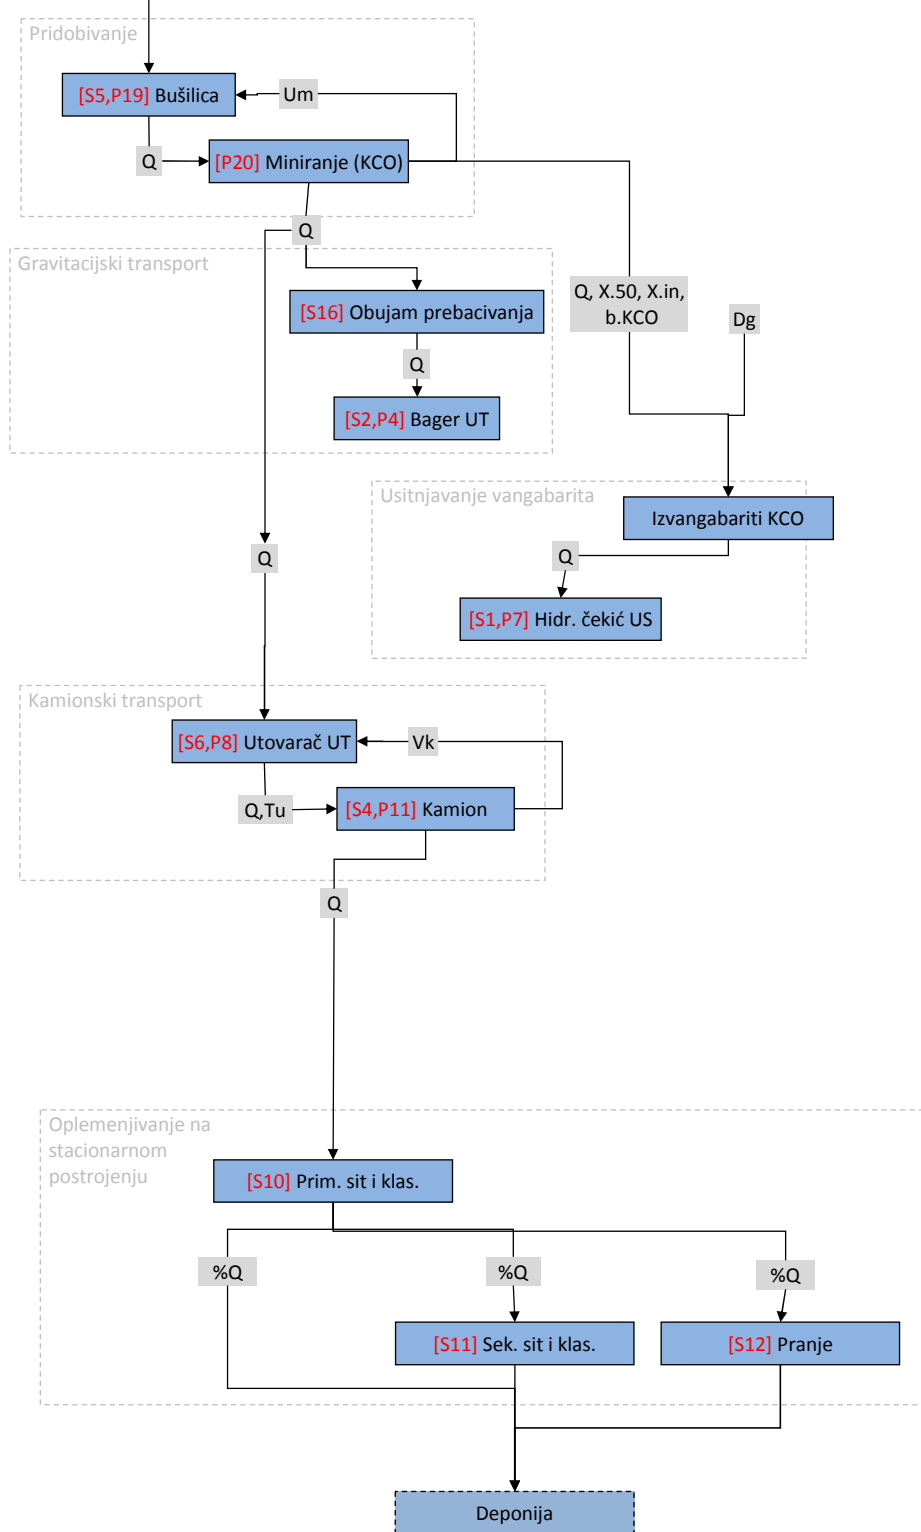 Pridobivanje
[S5,P19] Bušilica
Um
Q
[P20] Miniranje (KCO)
Q
Gravitacijski transport
[S16] Obujam prebacivanja
Q, X.50, X.in,
b.KCO
Dg
Q
[S2,P4] Bager UT
Usitnjavanje vangabarita
Izvangabariti KCO
Q
Q
[S1,P7] Hidr. čekić US
Kamionski transport
[S6,P8] Utovarač UT
Vk
Q,Tu
[S4,P11] Kamion
Q
Oplemenjivanje na
stacionarnom
postrojenju
[S10] Prim. sit i klas.
%Q
%Q
%Q
[S11] Sek. sit i klas.
[S12] Pranje
Deponija